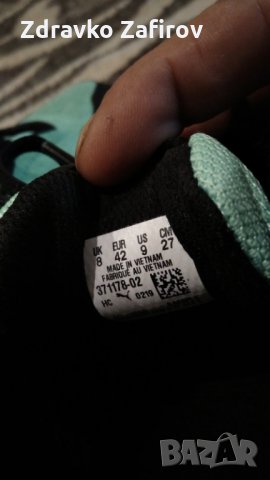 Zdravko Zafirov
UK EUR US CM
8 42 9 27
MADE IN VIETNAM
FABRIQUÉ AU VIETNAM
371178-02
HC 0219
BAZAR